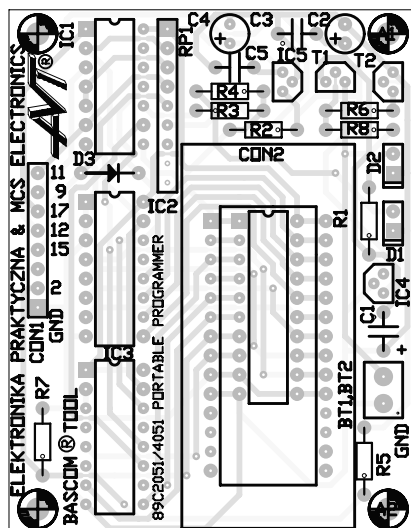 C4
C3
C2
IC1
RP1
C5
IC5
T1
T2
AVT®
R4
R3
R6
R2
R8
CON2
D3
D2
11
9
17
12
15
2
GND
CON1
IC2
R1
D1
IC4
C1
+
IC3
BT1,BT2
R7
R5
GND
ELEKTRONIKA PRAKTYCZNA & MCS ELECTRONICS
BASCOM ® TOOL
89C2051/4051 PORTABLE PROGRAMMER